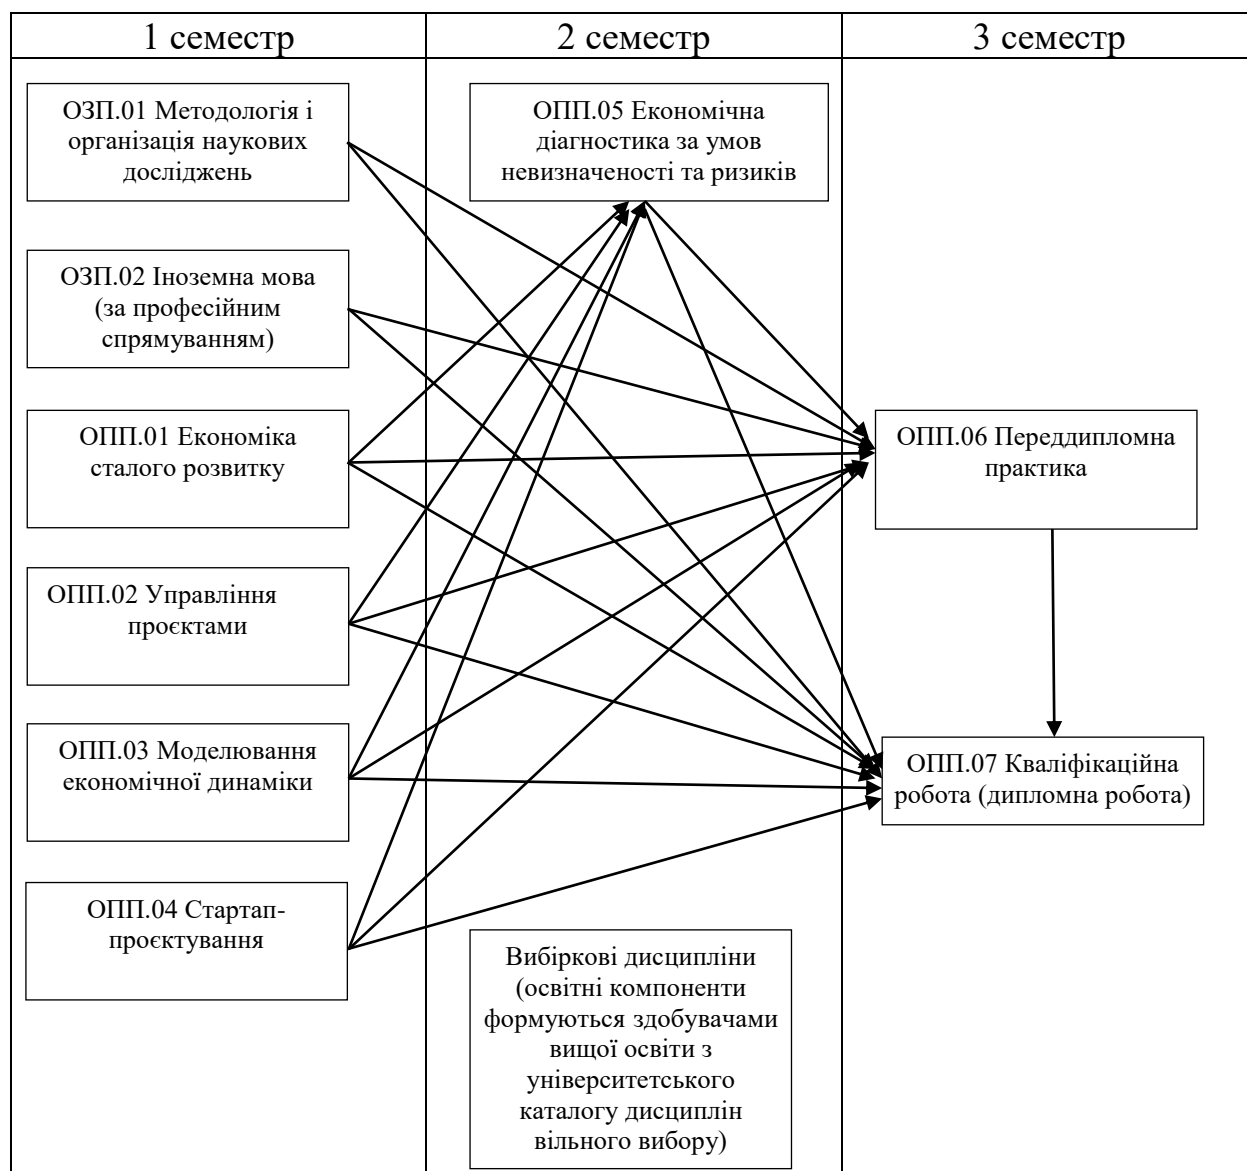 1 семестр
2 семестр
3 семестр
ОЗП.01 Методологія і
організація наукових
досліджень
ОЗП.02 Іноземна мова
(за професійним
спрямуванням)
ОПП.01 Економіка
сталого розвитку
ОПП.02 Управління
проєктами
ОПП.03 Моделювання
економічної динаміки
ОПП.04 Стартап-
проєктування
ОПП.05 Економічна
діагностика за умов
невизначеності та ризиків
Вибіркові дисципліни
(освітні компоненти
формуються здобувачами
вищої освіти з
університетського
каталогу дисциплін
вільного вибору)
ОПП.06 Переддипломна
практика
ОПП.07 Кваліфікаційна
робота (дипломна робота)